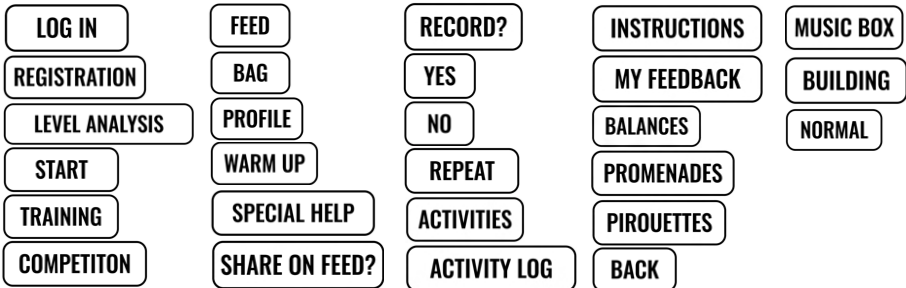 LOG IN
REGISTRATION
LEVEL ANALYSIS
START
TRAINING
COMPETITON
FEED
BAG
PROFILE
WARM UP
SPECIAL HELP
SHARE ON FEED?
RECORD?
YES
NO
REPEAT
ACTIVITIES
ACTIVITY LOG
INSTRUCTIONS
MY FEEDBACK
BALANCES
PROMENADES
PIROUETTES
BACK
MUSIC BOX
BUILDING
NORMAL